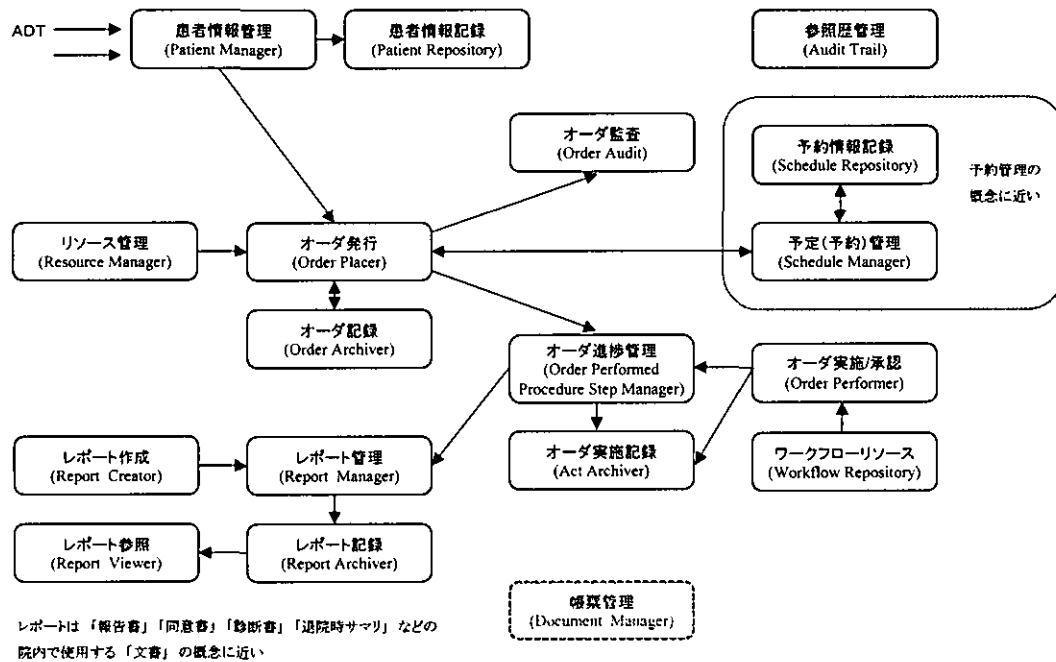 ADT
患者情報管理
(Patient Manager)
患者情報記録
(Patient Repository)
参照歴管理
(Audit Trail)
オーダ監査
(Order Audit)
予約情報記録
(Schedule Repository)
予約管理の
概念に近い
リソース管理
(Resource Manager)
オーダ発行
(Order Placer)
予定(予約)管理
(Schedule Manager)
オーダ記録
(Order Archiver)
オーダ進捗管理
(Order Performed
Procedure Step Manager)
オーダ実施/承認
(Order Performer)
レポート作成
(Report Creator)
レポート管理
(Report Manager)
オーダ実施記録
(Act Archiver)
ワークフローリソース
(Workflow Repository)
レポート参照
(Report Viewer)
レポート記録
(Report Archiver)
帳票管理
(Document Manager)
レポートは「報告書」「同意書」「診断書」「退院時サマリ」などの
院内で使用する「文書」の概念に近い